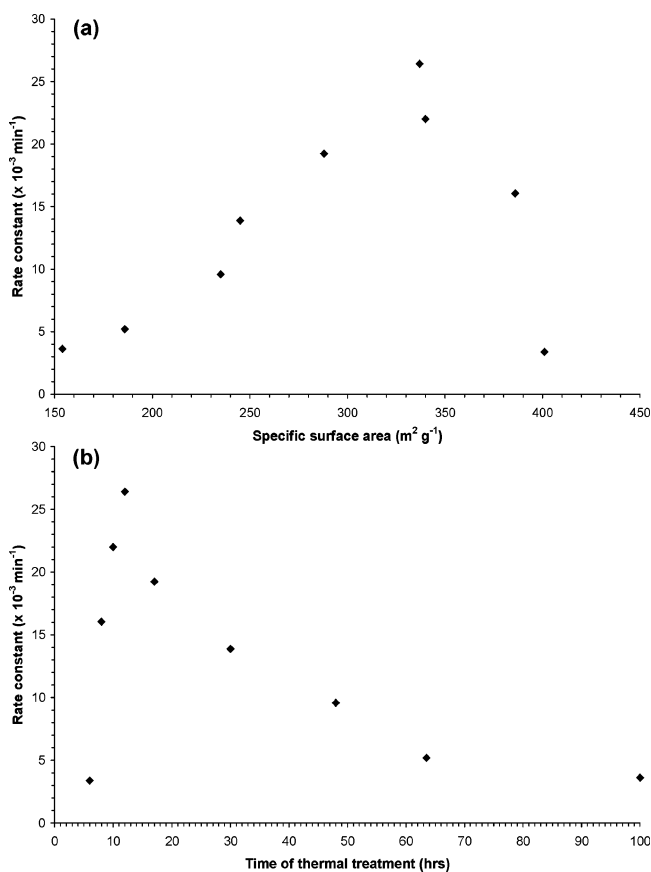 (a)
30
25
20
15
10
5
0
Rate constant (x 10⁻³ min⁻¹)
150 200 250 300 350 400 450
Specific surface area (m² g⁻¹)
(b)
30
25
20
15
10
5
0
Rate constant (x 10⁻³ min⁻¹)
0 10 20 30 40 50 60 70 80 90 100
Time of thermal treatment (hrs)